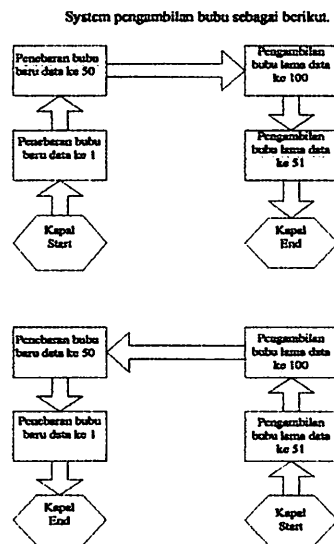 System pengambilan bubu sebagai berikut.
Penebaran bubu
baru data ke 50
Pengambilan
bubu lama data
ke 100
Penebaran bubu
baru data ke 1
Pengambilan
bubu lama data
ke 51
Kapal
Start
Kapal
End
Penebaran bubu
baru data ke 50
Pengambilan
bubu lama data
ke 100
Penebaran bubu
baru data ke 1
Pengambilan
bubu lama data
ke 51
Kapal
End
Kapal
Start